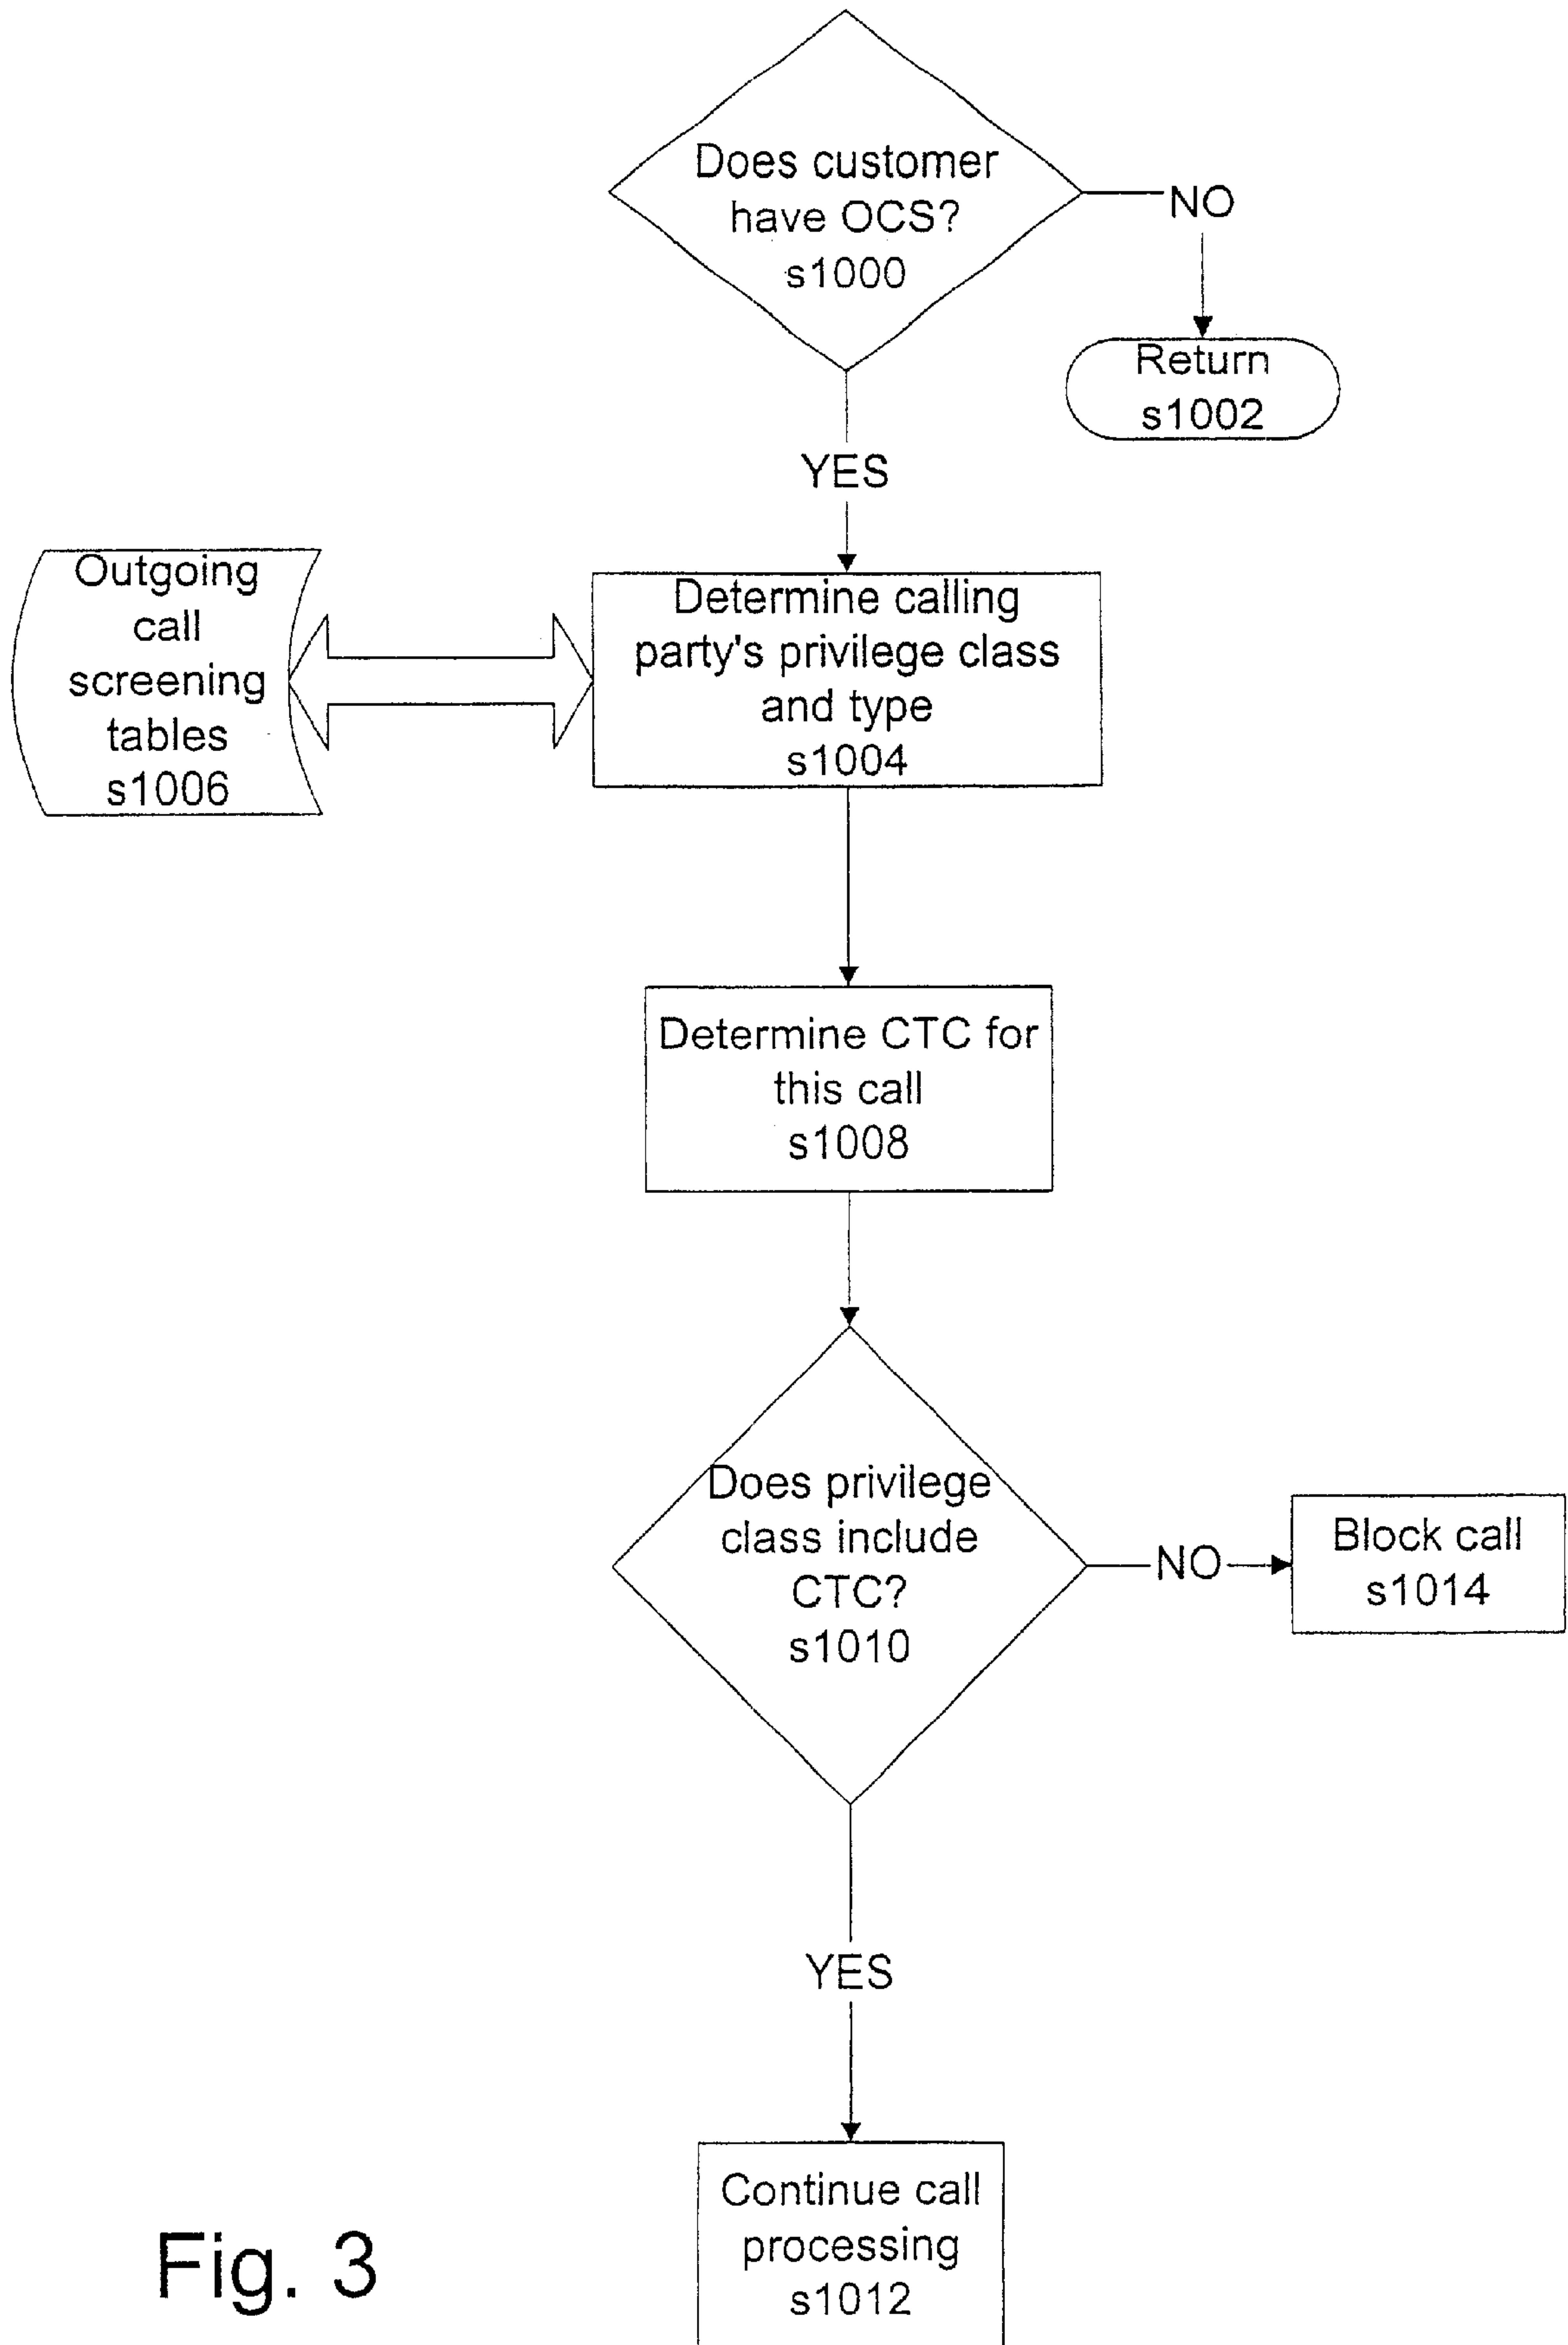 Does customer
have OCS?
s1000
NO
Return
s1002
YES
Outgoing
call
screening
tables
s1006
Determine calling
party's privilege class
and type
s1004
Determine CTC for
this call
s1008
Does privilege
class include
CTC?
s1010
NO
Block call
s1014
YES
Continue call
processing
s1012
Fig. 3